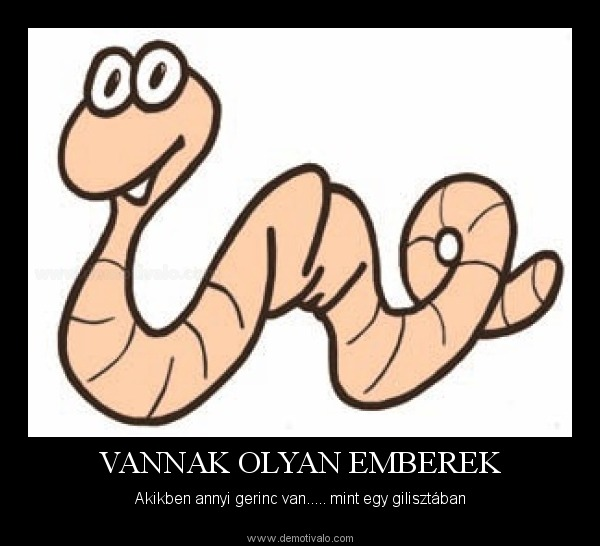 VANNAK OLYAN EMBEREK
Akikben annyi gerinc van..... mint egy gilisztában
www.demotivalo.com